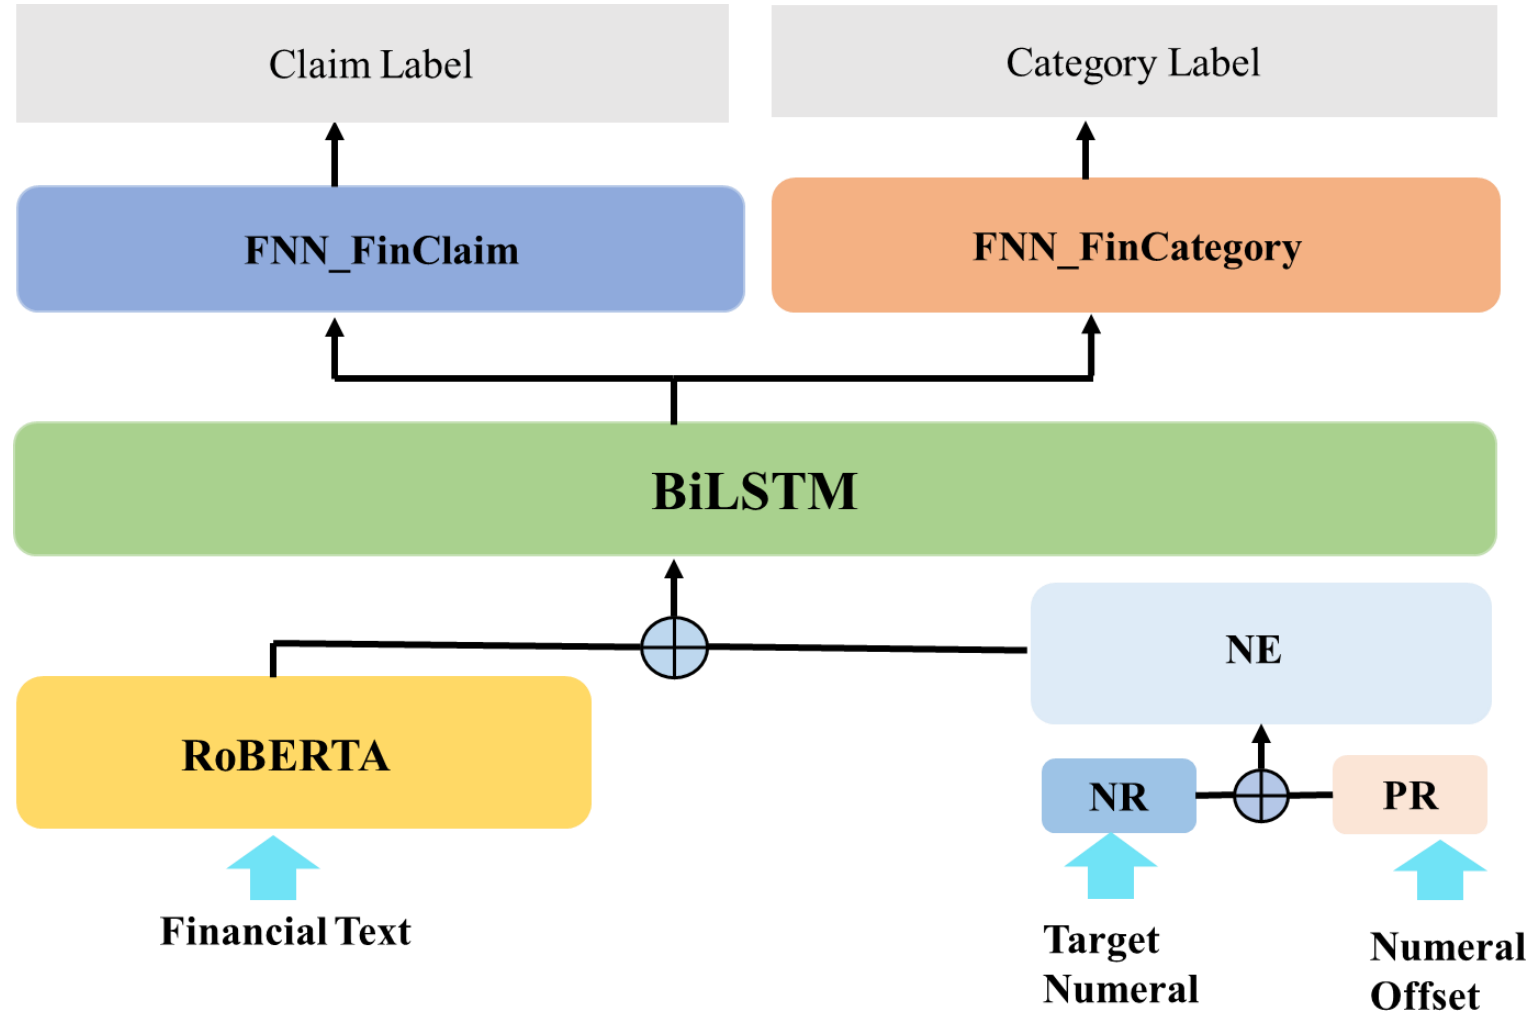 Claim Label
Category Label
FNN_FinClaim
FNN_FinCategory
BiLSTM
NE
RoBERTA
NR
PR
Financial Text
Target
Numeral
Numeral
Offset